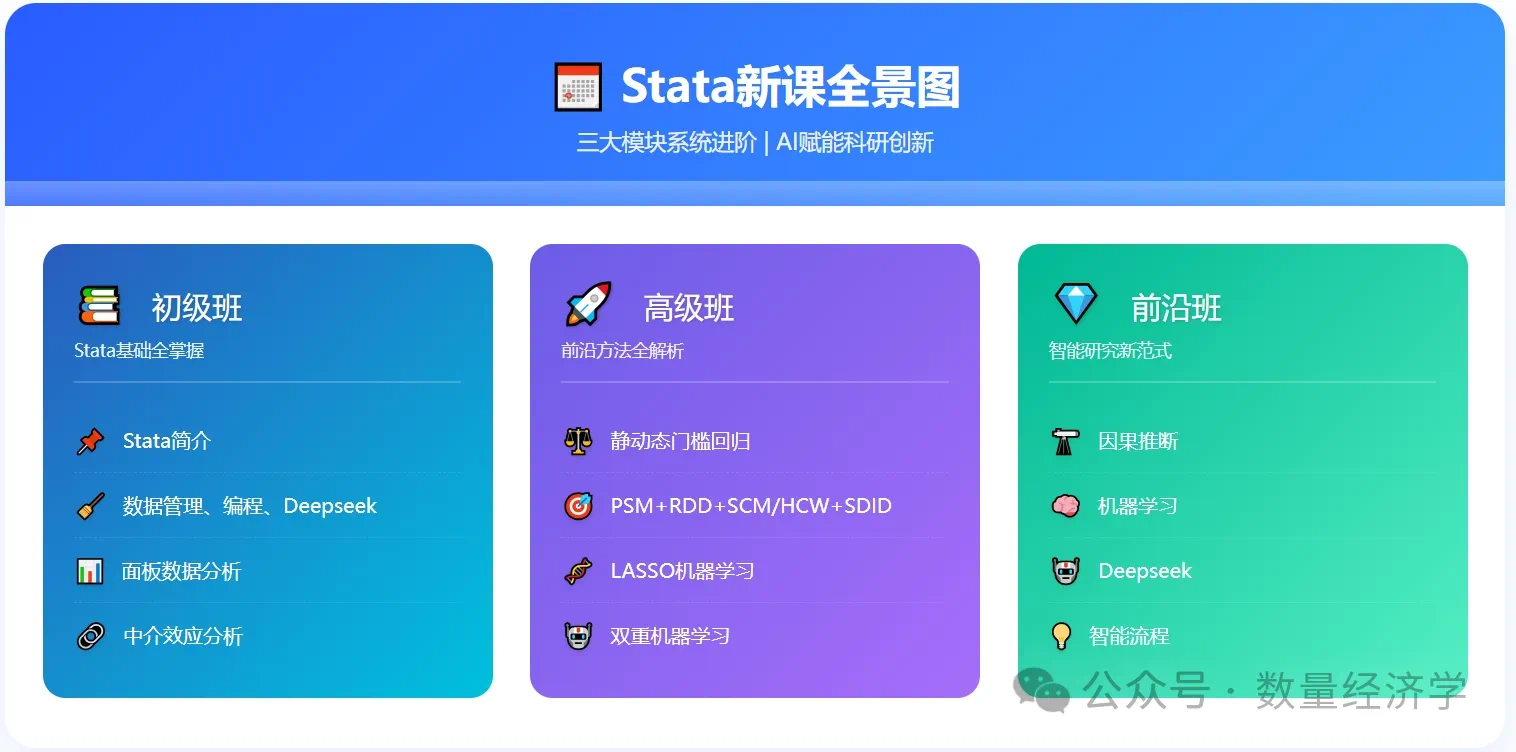 Stata新课全景图
三大模块系统进阶 | AI赋能科研创新
初级班
Stata基础全掌握
Stata简介
数据管理、编程、Deepseek
面板数据分析
中介效应分析
高级班
前沿方法全解析
静动态门槛回归
PSM+RDD+SCM/HCW+SDID
LASSO机器学习
双重机器学习
前沿班
智能研究新范式
因果推断
机器学习
Deepseek
智能流程
公众号 · 数量经济学